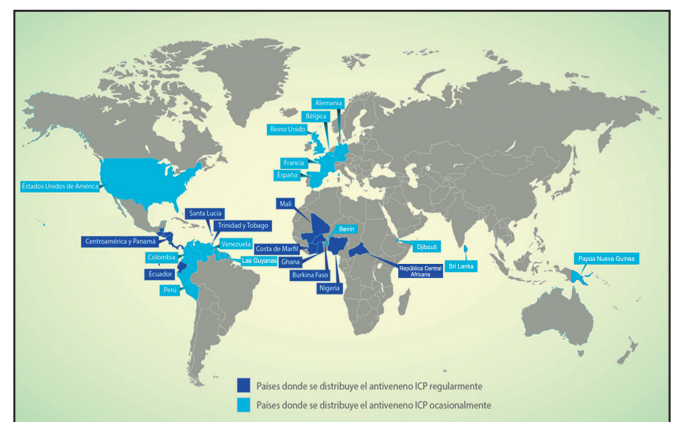 Alemania
Bélgica
Reino Unido
Francia
España
Estados Unidos de América
Mali
Santa Lucía
Trinidad y Tobago
Benín
Centroamérica y Panamá
Venezuela
Costa de Marfil
Djibouti
Colombia
Las Guyanas
Ghana
Sri Lanka
Papúa Nueva Guinea
Ecuador
Burkina Faso
República Central
Africana
Perú
Nigeria
Países donde se distribuye el antiveneno ICP regularmente
Países donde se distribuye el antiveneno ICP ocasionalmente